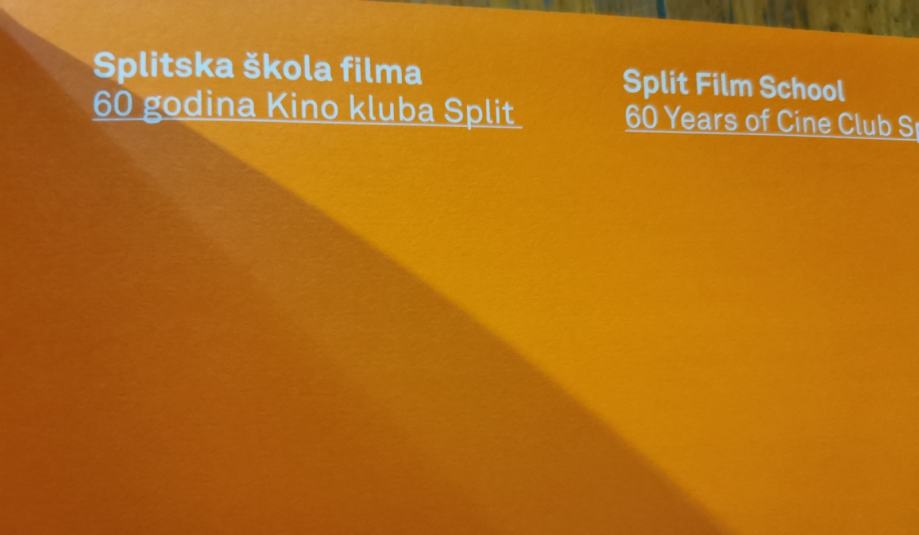 Splitska škola filma
60 godina Kino kluba Split
Split Film School
60 Years of Cine Club